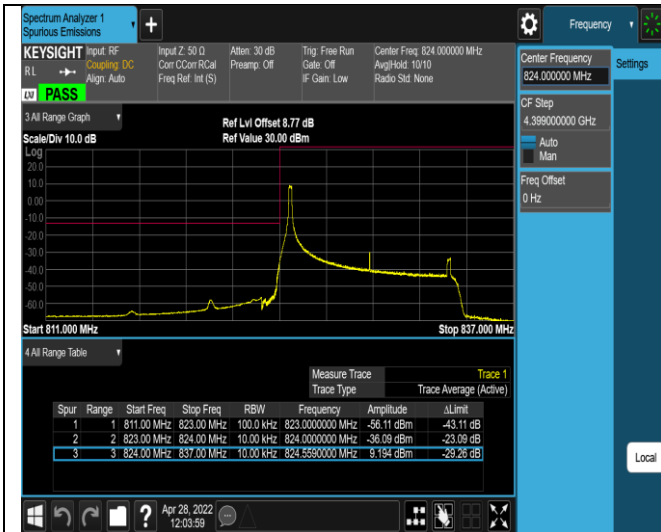 Spectrum Analyzer 1
Spurious Emissions
Frequency
KEYSIGHT
RL
Input: RF
Coupling: DC
Align: Auto
Input Z: 50 Ω
Corr CCorr RCal
Freq Ref: Int (S)
Atten: 30 dB
Preamp: Off
Trig: Free Run
Gate: Off
IF Gain: Low
Center Freq: 824.000000 MHz
Avg|Hold: 10/10
Radio Std: None
LXI PASS
Center Frequency
824.000000 MHz
Settings
CF Step
4.399000000 GHz
Auto
Man
Freq Offset
0 Hz
3 All Range Graph
Scale/Div 10.0 dB
Ref Lvl Offset 8.77 dB
Ref Value 30.00 dBm
Log
20.0
10.0
0.00
-10.0
-20.0
-30.0
-40.0
-50.0
-60.0
Start 811.000 MHz
Stop 837.000 MHz
4 All Range Table
Measure Trace Trace 1
Trace Type Trace Average (Active)
Spur Range Start Freq Stop Freq RBW Frequency Amplitude ΔLimit
1 1 811.00 MHz 823.00 MHz 100.0 kHz 823.0000000 MHz -56.11 dBm -43.11 dB
2 2 823.00 MHz 824.00 MHz 10.00 kHz 824.0000000 MHz -36.09 dBm -23.09 dB
3 3 824.00 MHz 837.00 MHz 10.00 kHz 824.5590000 MHz 9.194 dBm -29.26 dB
Local
?
Apr 28, 2022
12:03:59